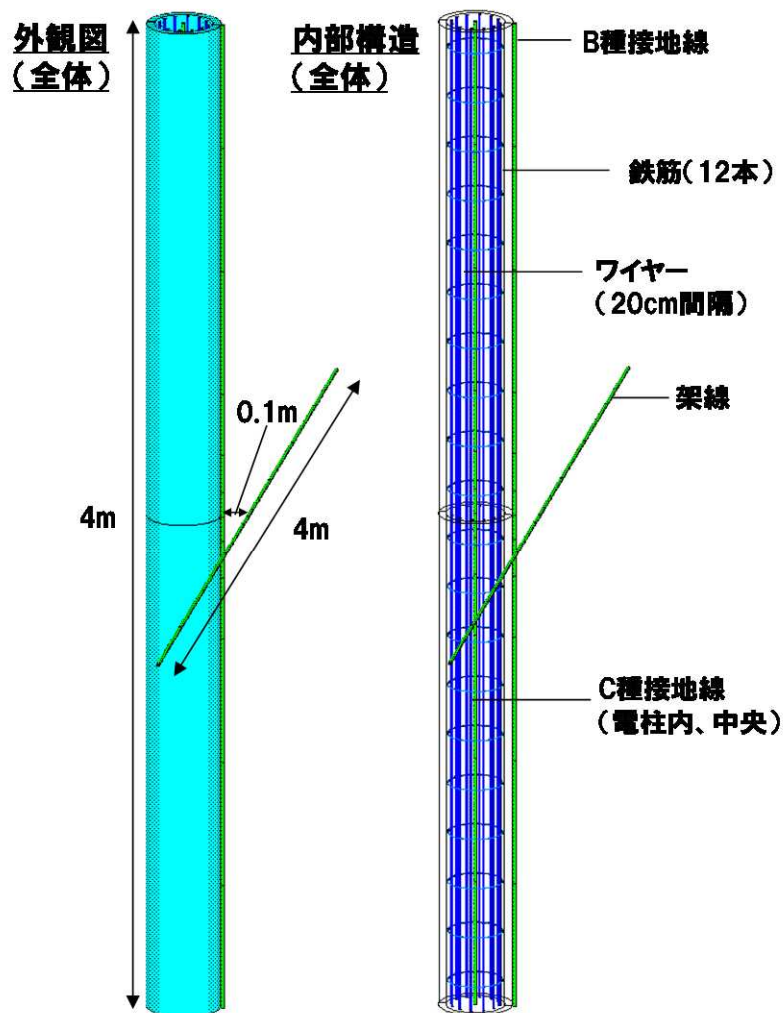 外観図
(全体)
内部構造
(全体)
B種接地線
鉄筋(12本)
ワイヤー
(20cm間隔)
架線
0.1m
4m
4m
C種接地線
(電柱内、中央)